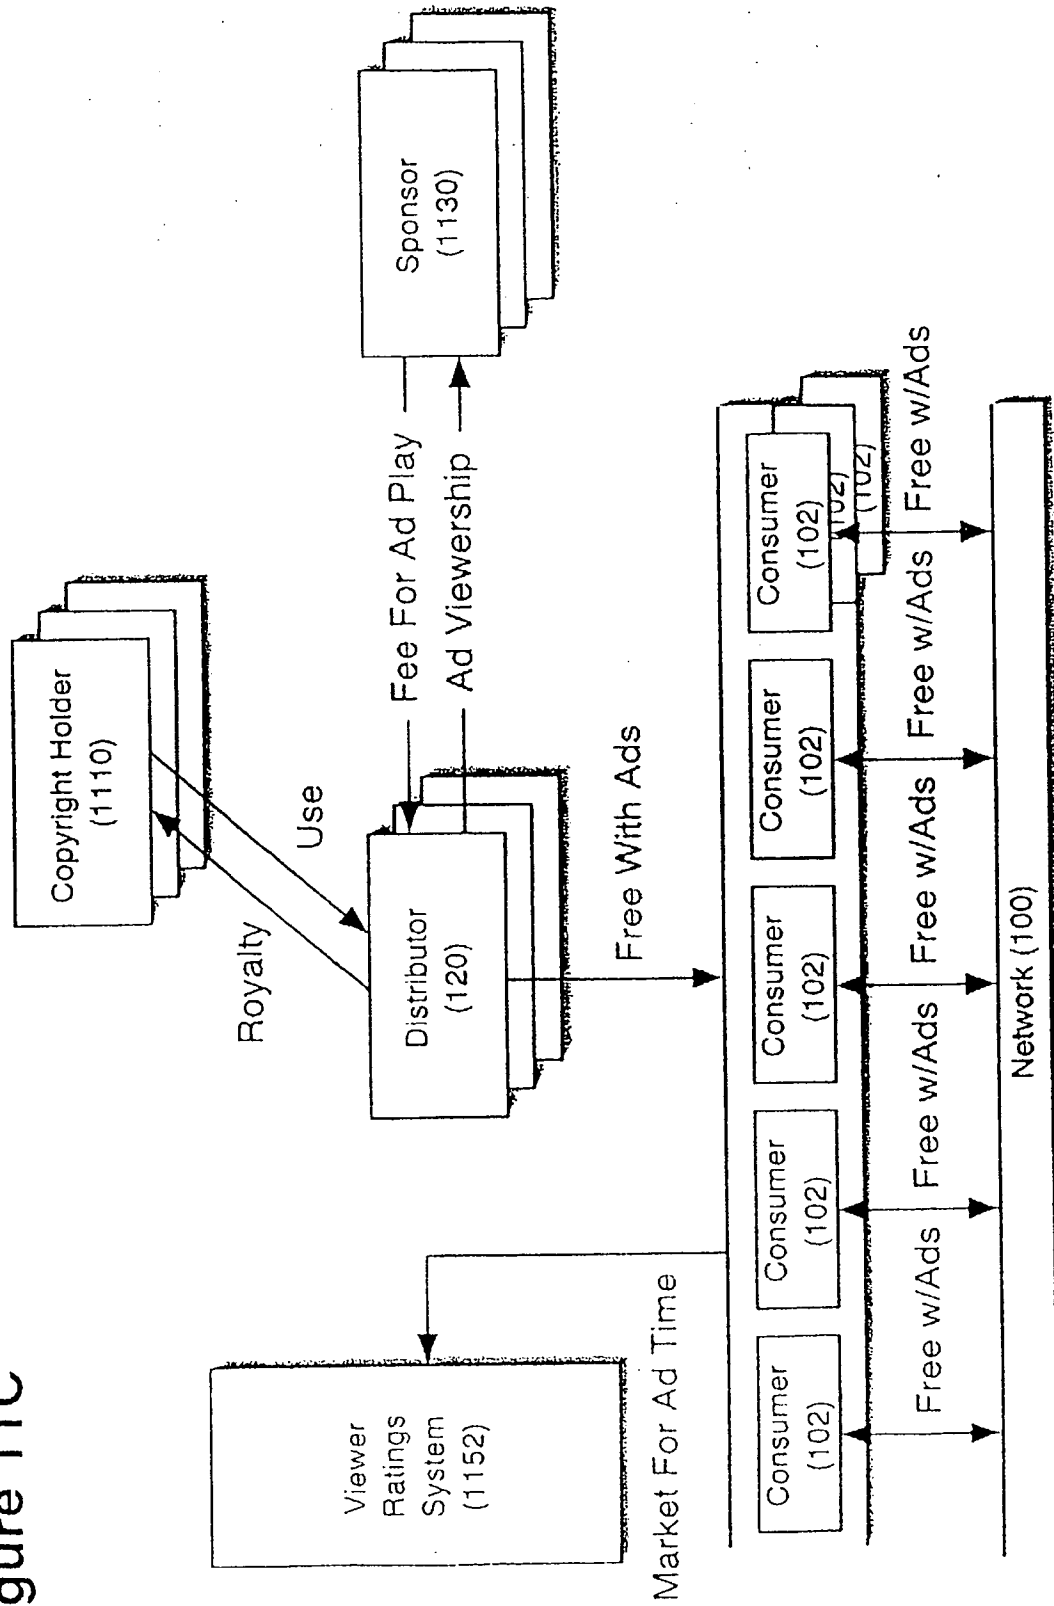 gure 11C
Copyright Holder
(1110)
Royalty
Use
Viewer
Ratings
System
(1152)
Distributor
(120)
Fee For Ad Play
Ad Viewership
Sponsor
(1130)
Market For Ad Time
Free With Ads
Consumer
(102)
Consumer
(102)
Consumer
(102)
Consumer
(102)
Consumer
(102)
102)
(102)
Free w/Ads
Free w/Ads
Free w/Ads
Free w/Ads
Free w/Ads
Network (100)